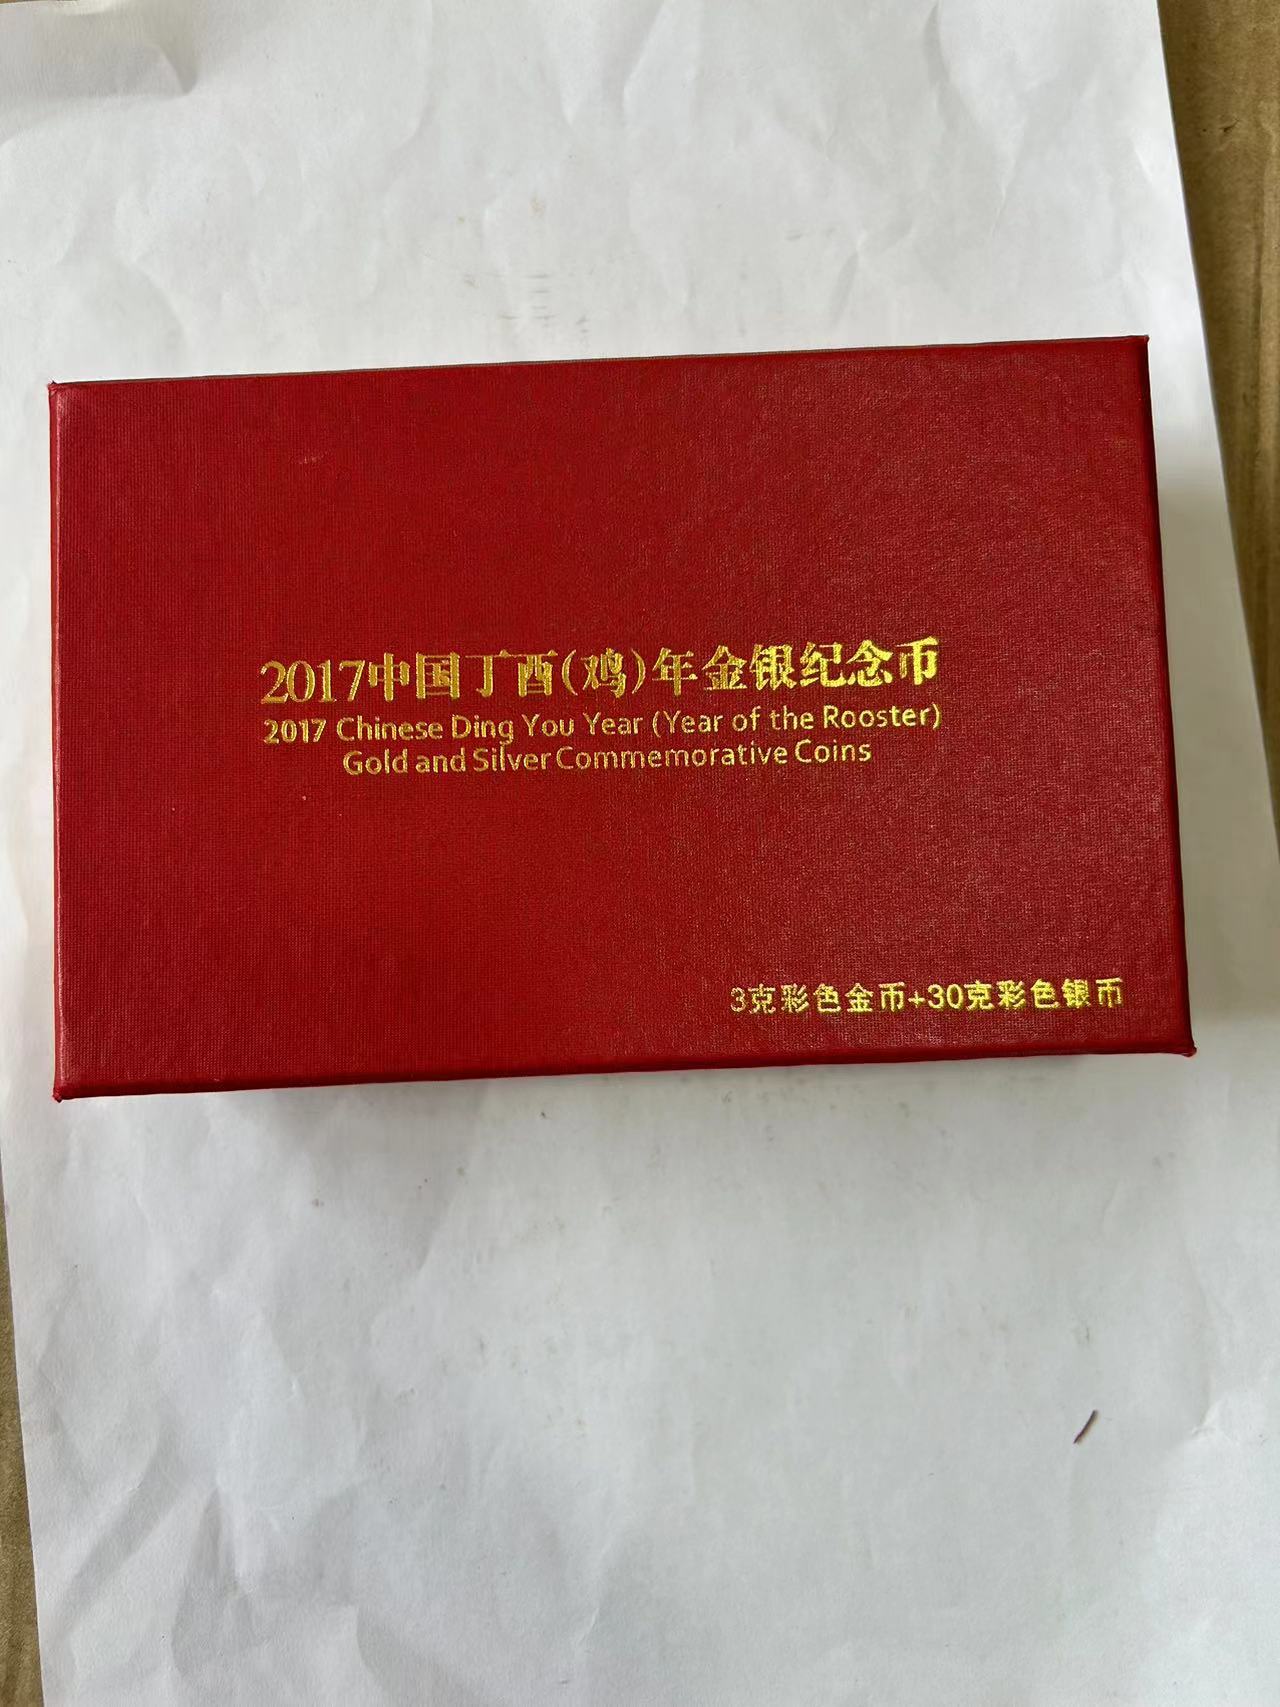 2017中国丁酉(鸡)年金银纪念币
2017 Chinese Ding You Year (Year of the Rooster)
Gold and Silver Commemorative Coins
3克彩色金币+30克彩色银币